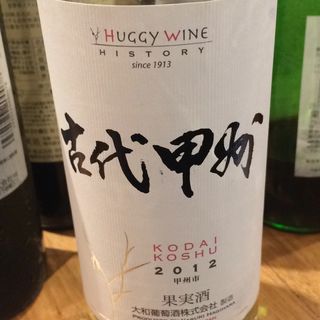 HUGGY WINE
HISTORY
since 1913
古代甲州
KODAI
KOSHU
2012
甲州市
果実酒
大和葡萄酒株式会社 製造